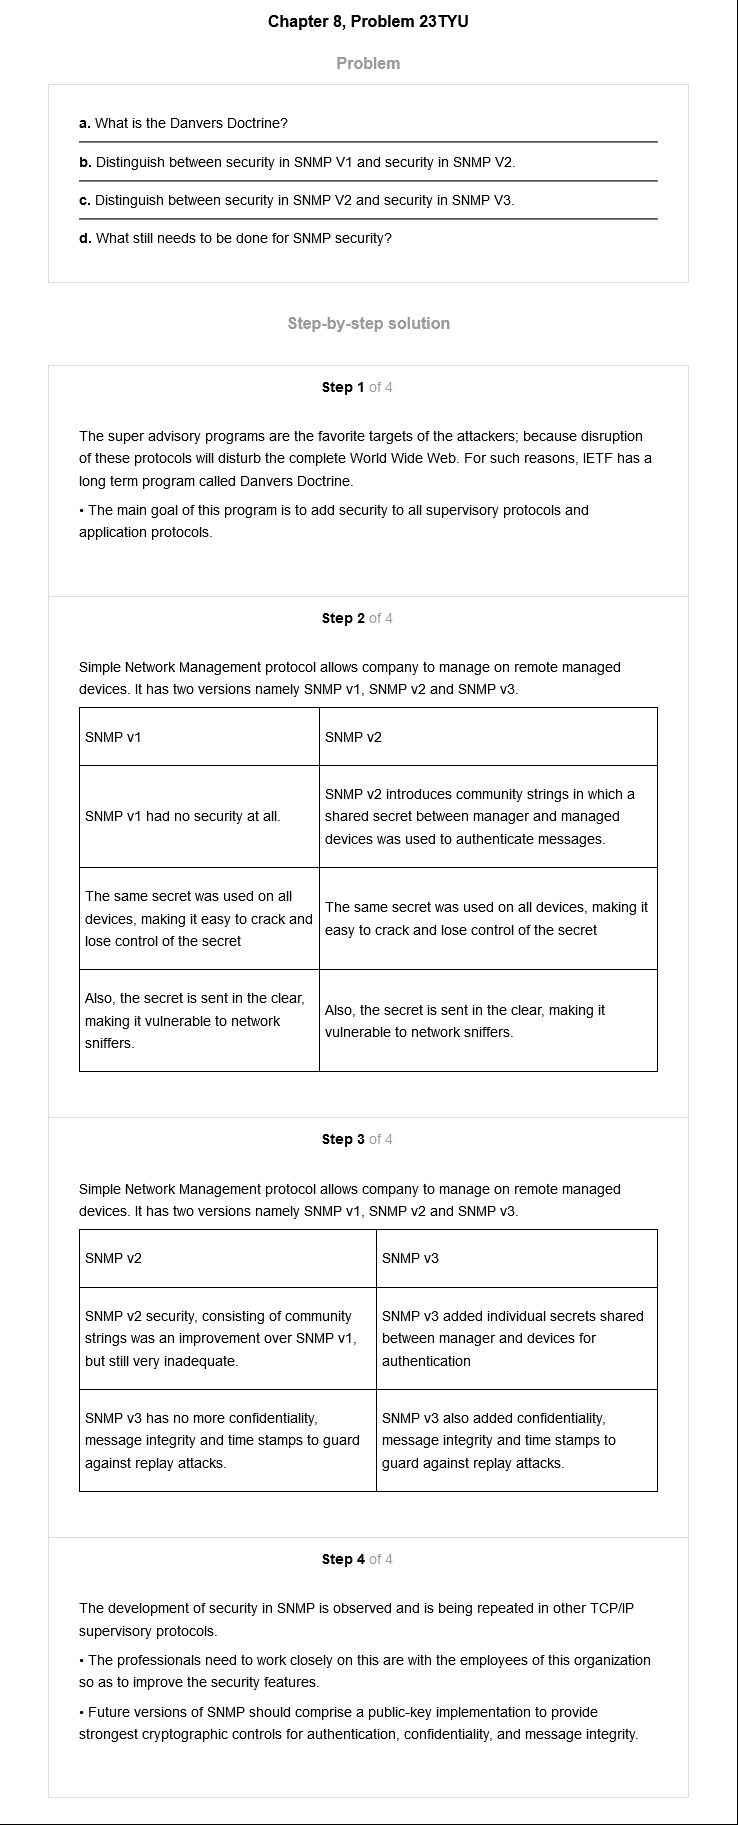 Chapter 8, Problem 23TYU
Problem
a. What is the Danvers Doctrine?
b. Distinguish between security in SNMP V1 and security in SNMP V2.
c. Distinguish between security in SNMP V2 and security in SNMP V3.
d. What still needs to be done for SNMP security?
Step-by-step solution
Step 1 of 4
The super advisory programs are the favorite targets of the attackers; because disruption
of these protocols will disturb the complete World Wide Web. For such reasons, IETF has a
long term program called Danvers Doctrine.
• The main goal of this program is to add security to all supervisory protocols and
application protocols.
Step 2 of 4
Simple Network Management protocol allows company to manage on remote managed
devices. It has two versions namely SNMP v1, SNMP v2 and SNMP v3.
SNMP v1
SNMP v2
SNMP v1 had no security at all.
SNMP v2 introduces community strings in which a
shared secret between manager and managed
devices was used to authenticate messages.
The same secret was used on all
devices, making it easy to crack and
lose control of the secret
The same secret was used on all devices, making it
easy to crack and lose control of the secret
Also, the secret is sent in the clear,
making it vulnerable to network
sniffers.
Also, the secret is sent in the clear, making it
vulnerable to network sniffers.
Step 3 of 4
Simple Network Management protocol allows company to manage on remote managed
devices. It has two versions namely SNMP v1, SNMP v2 and SNMP v3.
SNMP v2
SNMP v3
SNMP v2 security, consisting of community
strings was an improvement over SNMP v1,
but still very inadequate.
SNMP v3 added individual secrets shared
between manager and devices for
authentication
SNMP v3 has no more confidentiality,
message integrity and time stamps to guard
against replay attacks.
SNMP v3 also added confidentiality,
message integrity and time stamps to
guard against replay attacks.
Step 4 of 4
The development of security in SNMP is observed and is being repeated in other TCP/IP
supervisory protocols.
• The professionals need to work closely on this are with the employees of this organization
so as to improve the security features.
• Future versions of SNMP should comprise a public-key implementation to provide
strongest cryptographic controls for authentication, confidentiality, and message integrity.